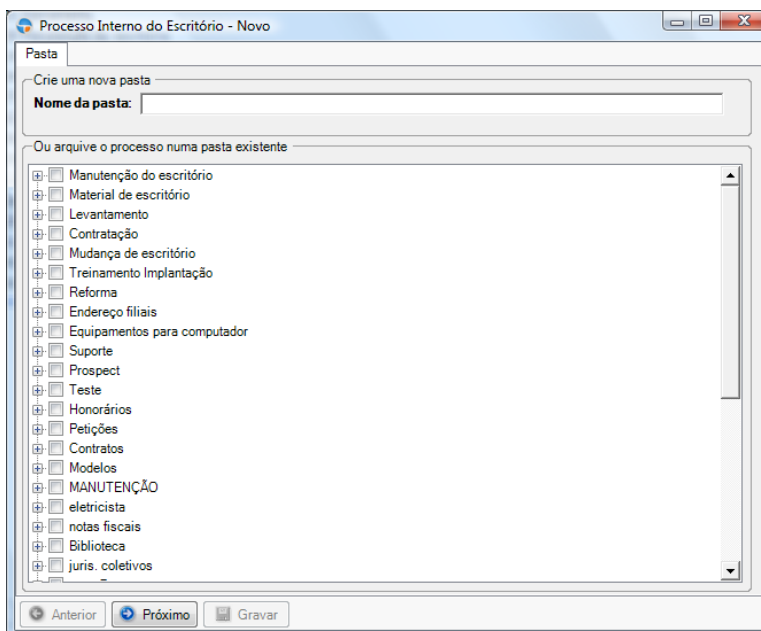 Processo Interno do Escritório - Novo
Pasta
Crie uma nova pasta
Nome da pasta:
Ou arquive o processo numa pasta existente
Manutenção do escritório
Material de escritório
Levantamento
Contratação
Mudança de escritório
Treinamento Implantação
Reforma
Endereço filiais
Equipamentos para computador
Suporte
Prospect
Teste
Honorários
Petições
Contratos
Modelos
MANUTENÇÃO
eletricista
notas fiscais
Biblioteca
juris. coletivos
Anterior Próximo Gravar